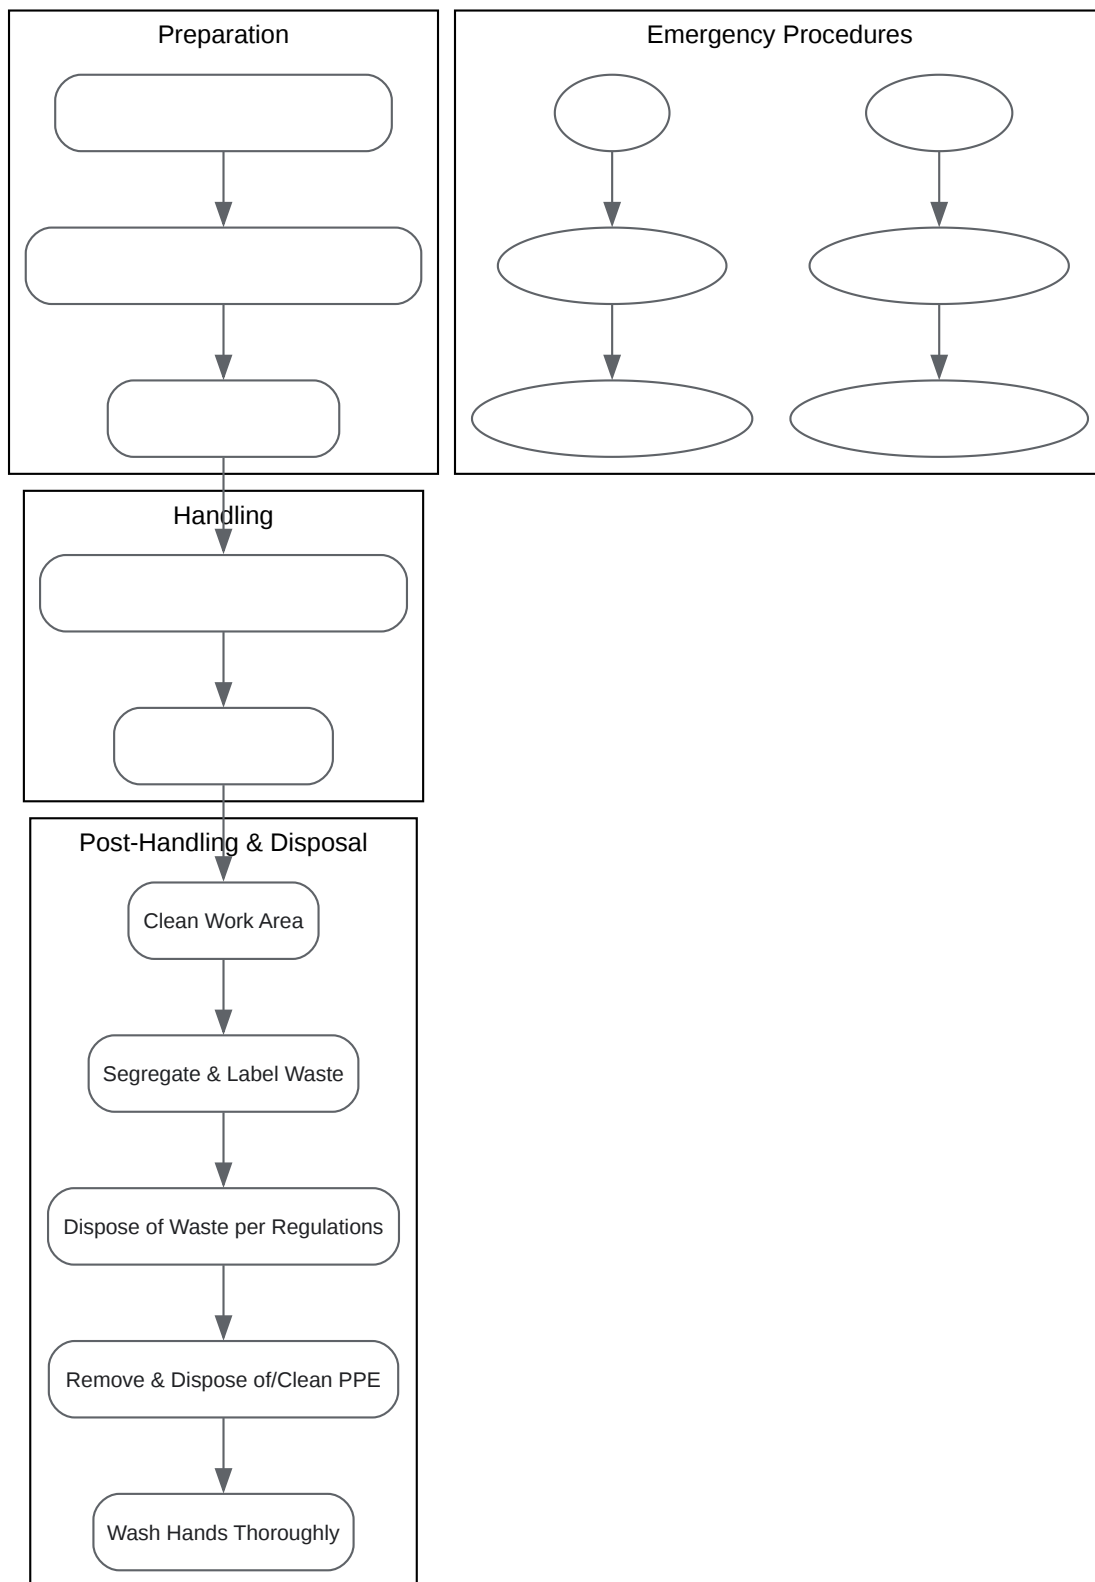 Preparation
Emergency Procedures
Handling
Post-Handling & Disposal
Clean Work Area
Segregate & Label Waste
Dispose of Waste per Regulations
Remove & Dispose of/Clean PPE
Wash Hands Thoroughly